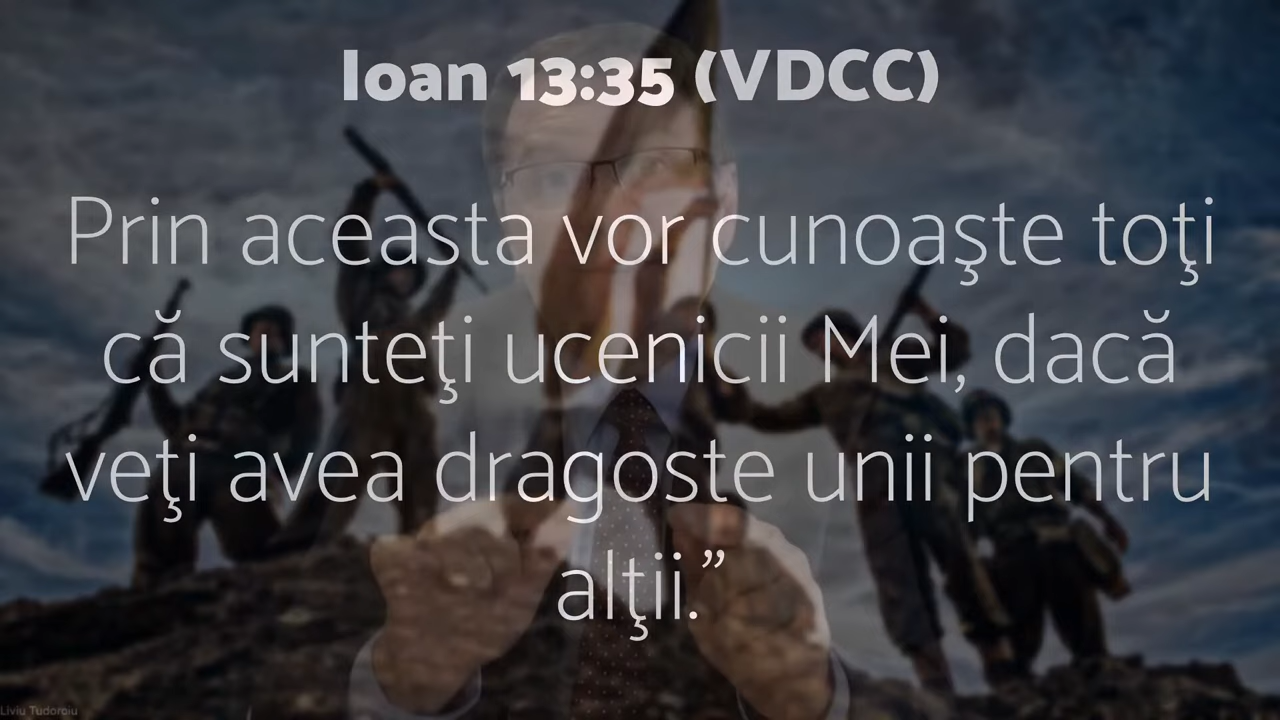 Ioan 13:35 (VDCC)
Prin aceasta vor cunoaşte toţi
că sunteţi ucenicii Mei, dacă
veţi avea dragoste unii pentru
alţii.”
Liviu Tudoroiu